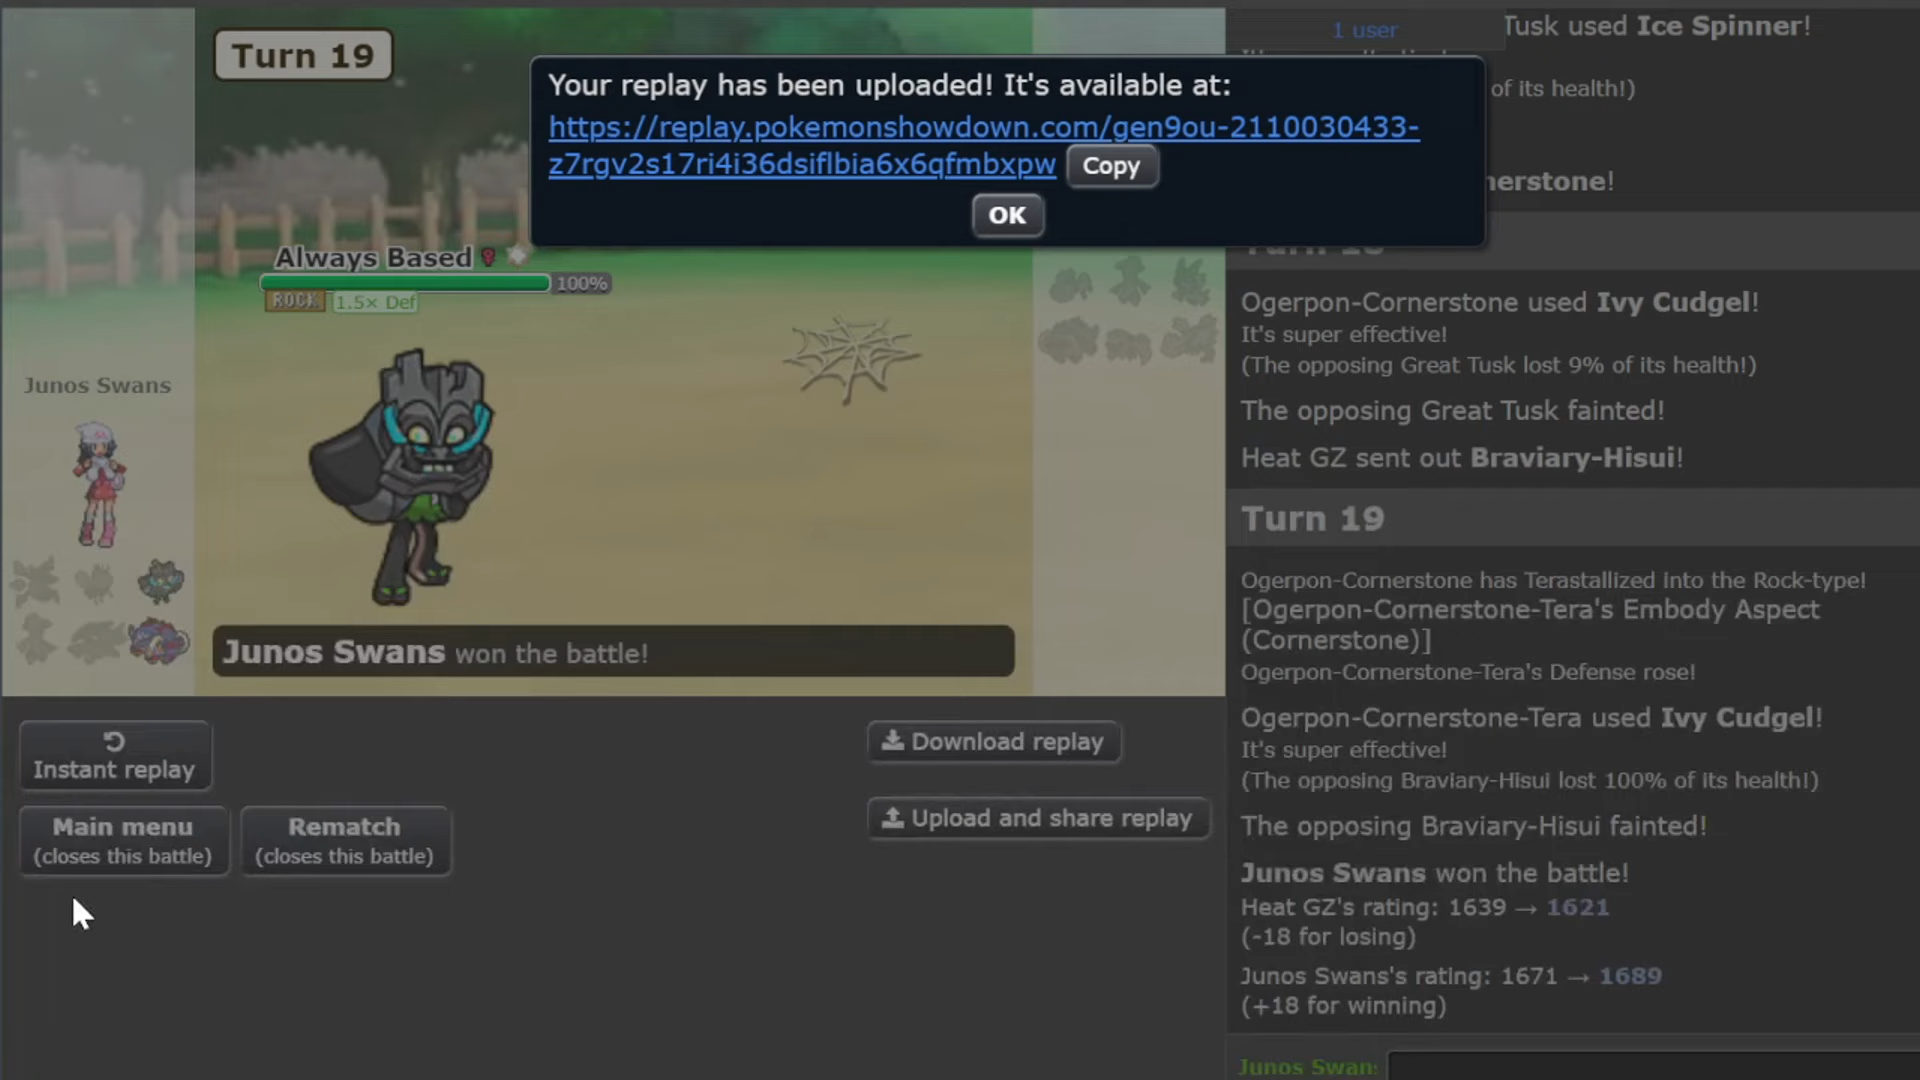 Turn 19
Your replay has been uploaded! It's available at:
https://replay.pokemonshowdown.com/gen9ou-2110030433-
z7rgv2s17ri4i36dsiflbia6x6qfmbxpw Copy
OK
Always Based
100%
ROCK 1.5× Def
Junos Swans
Junos Swans won the battle!
Instant replay
Main menu
(closes this battle)
Rematch
(closes this battle)
Download replay
Upload and share replay
1 user
Tusk used Ice Spinner!
of its health!)
Ogerpon-Cornerstone used Ivy Cudgel!
It's super effective!
(The opposing Great Tusk lost 9% of its health!)
The opposing Great Tusk fainted!
Heat GZ sent out Braviary-Hisui!
Turn 19
Ogerpon-Cornerstone has Terastallized into the Rock-type!
[Ogerpon-Cornerstone-Tera's Embody Aspect
(Cornerstone)]
Ogerpon-Cornerstone-Tera's Defense rose!
Ogerpon-Cornerstone-Tera used Ivy Cudgel!
It's super effective!
(The opposing Braviary-Hisui lost 100% of its health!)
The opposing Braviary-Hisui fainted!
Junos Swans won the battle!
Heat GZ's rating: 1639 → 1621
(-18 for losing)
Junos Swans's rating: 1671 → 1689
(+18 for winning)
Junos Swans: